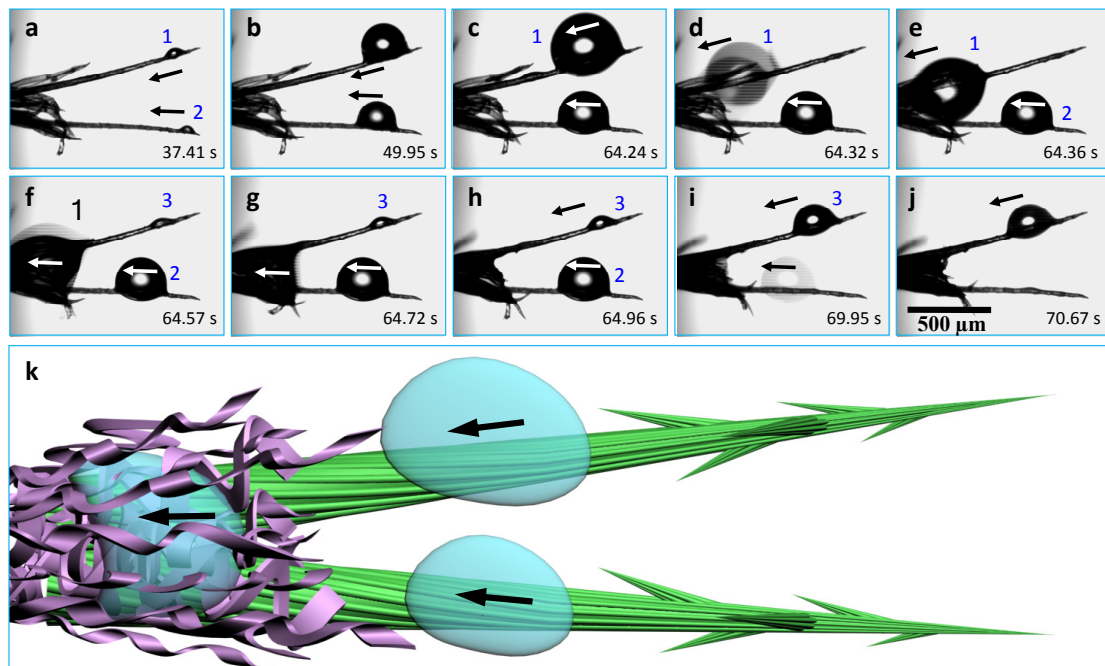 a
1
2
37.41 s
b
49.95 s
c
1
64.24 s
d
1
64.32 s
e
1
2
64.36 s
f
1
3
2
64.57 s
g
3
64.72 s
h
3
2
64.96 s
i
3
69.95 s
j
500 µm
70.67 s
k